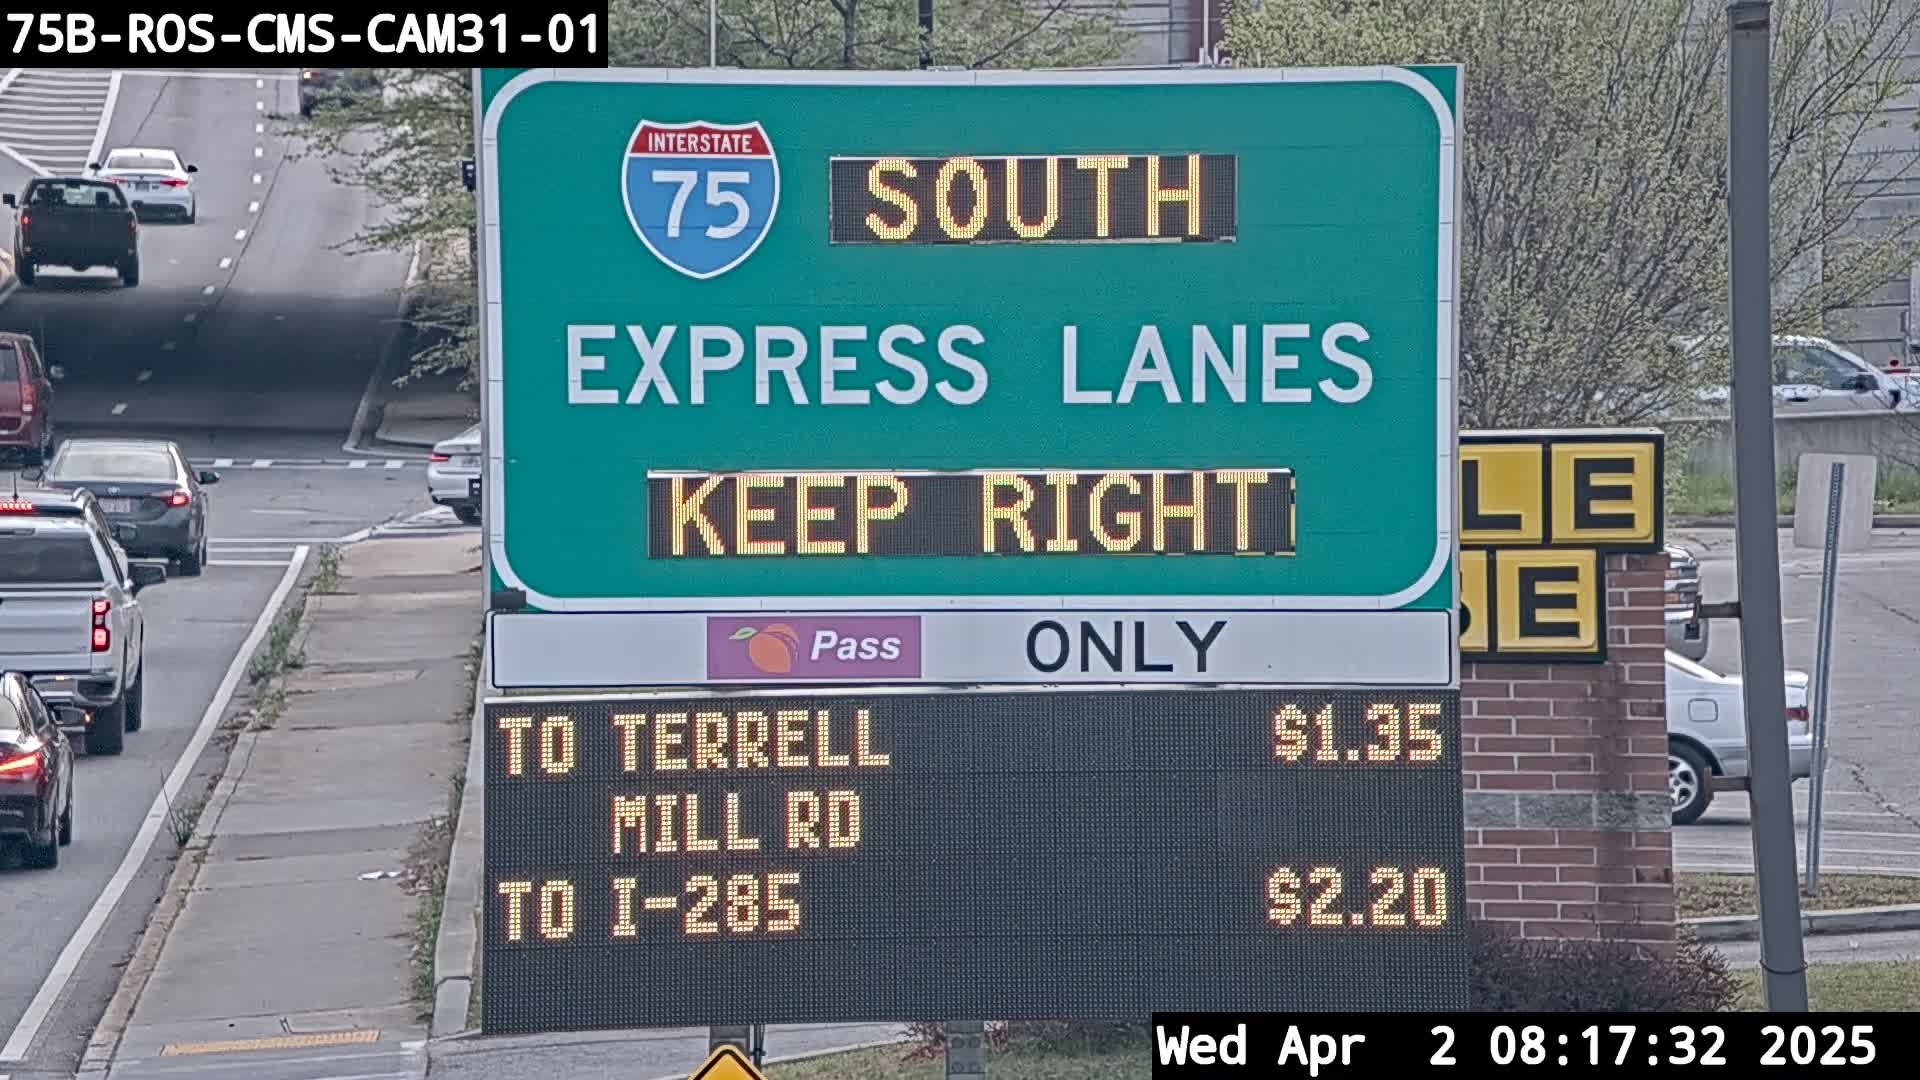 75B-ROS-CMS-CAM31-01
INTERSTATE
75
SOUTH
EXPRESS LANES
KEEP RIGHT
Pass ONLY
TO TERRELL $1.35
MILL RD
TO I-285 $2.20
LE
E
Wed Apr 2 08:17:32 2025